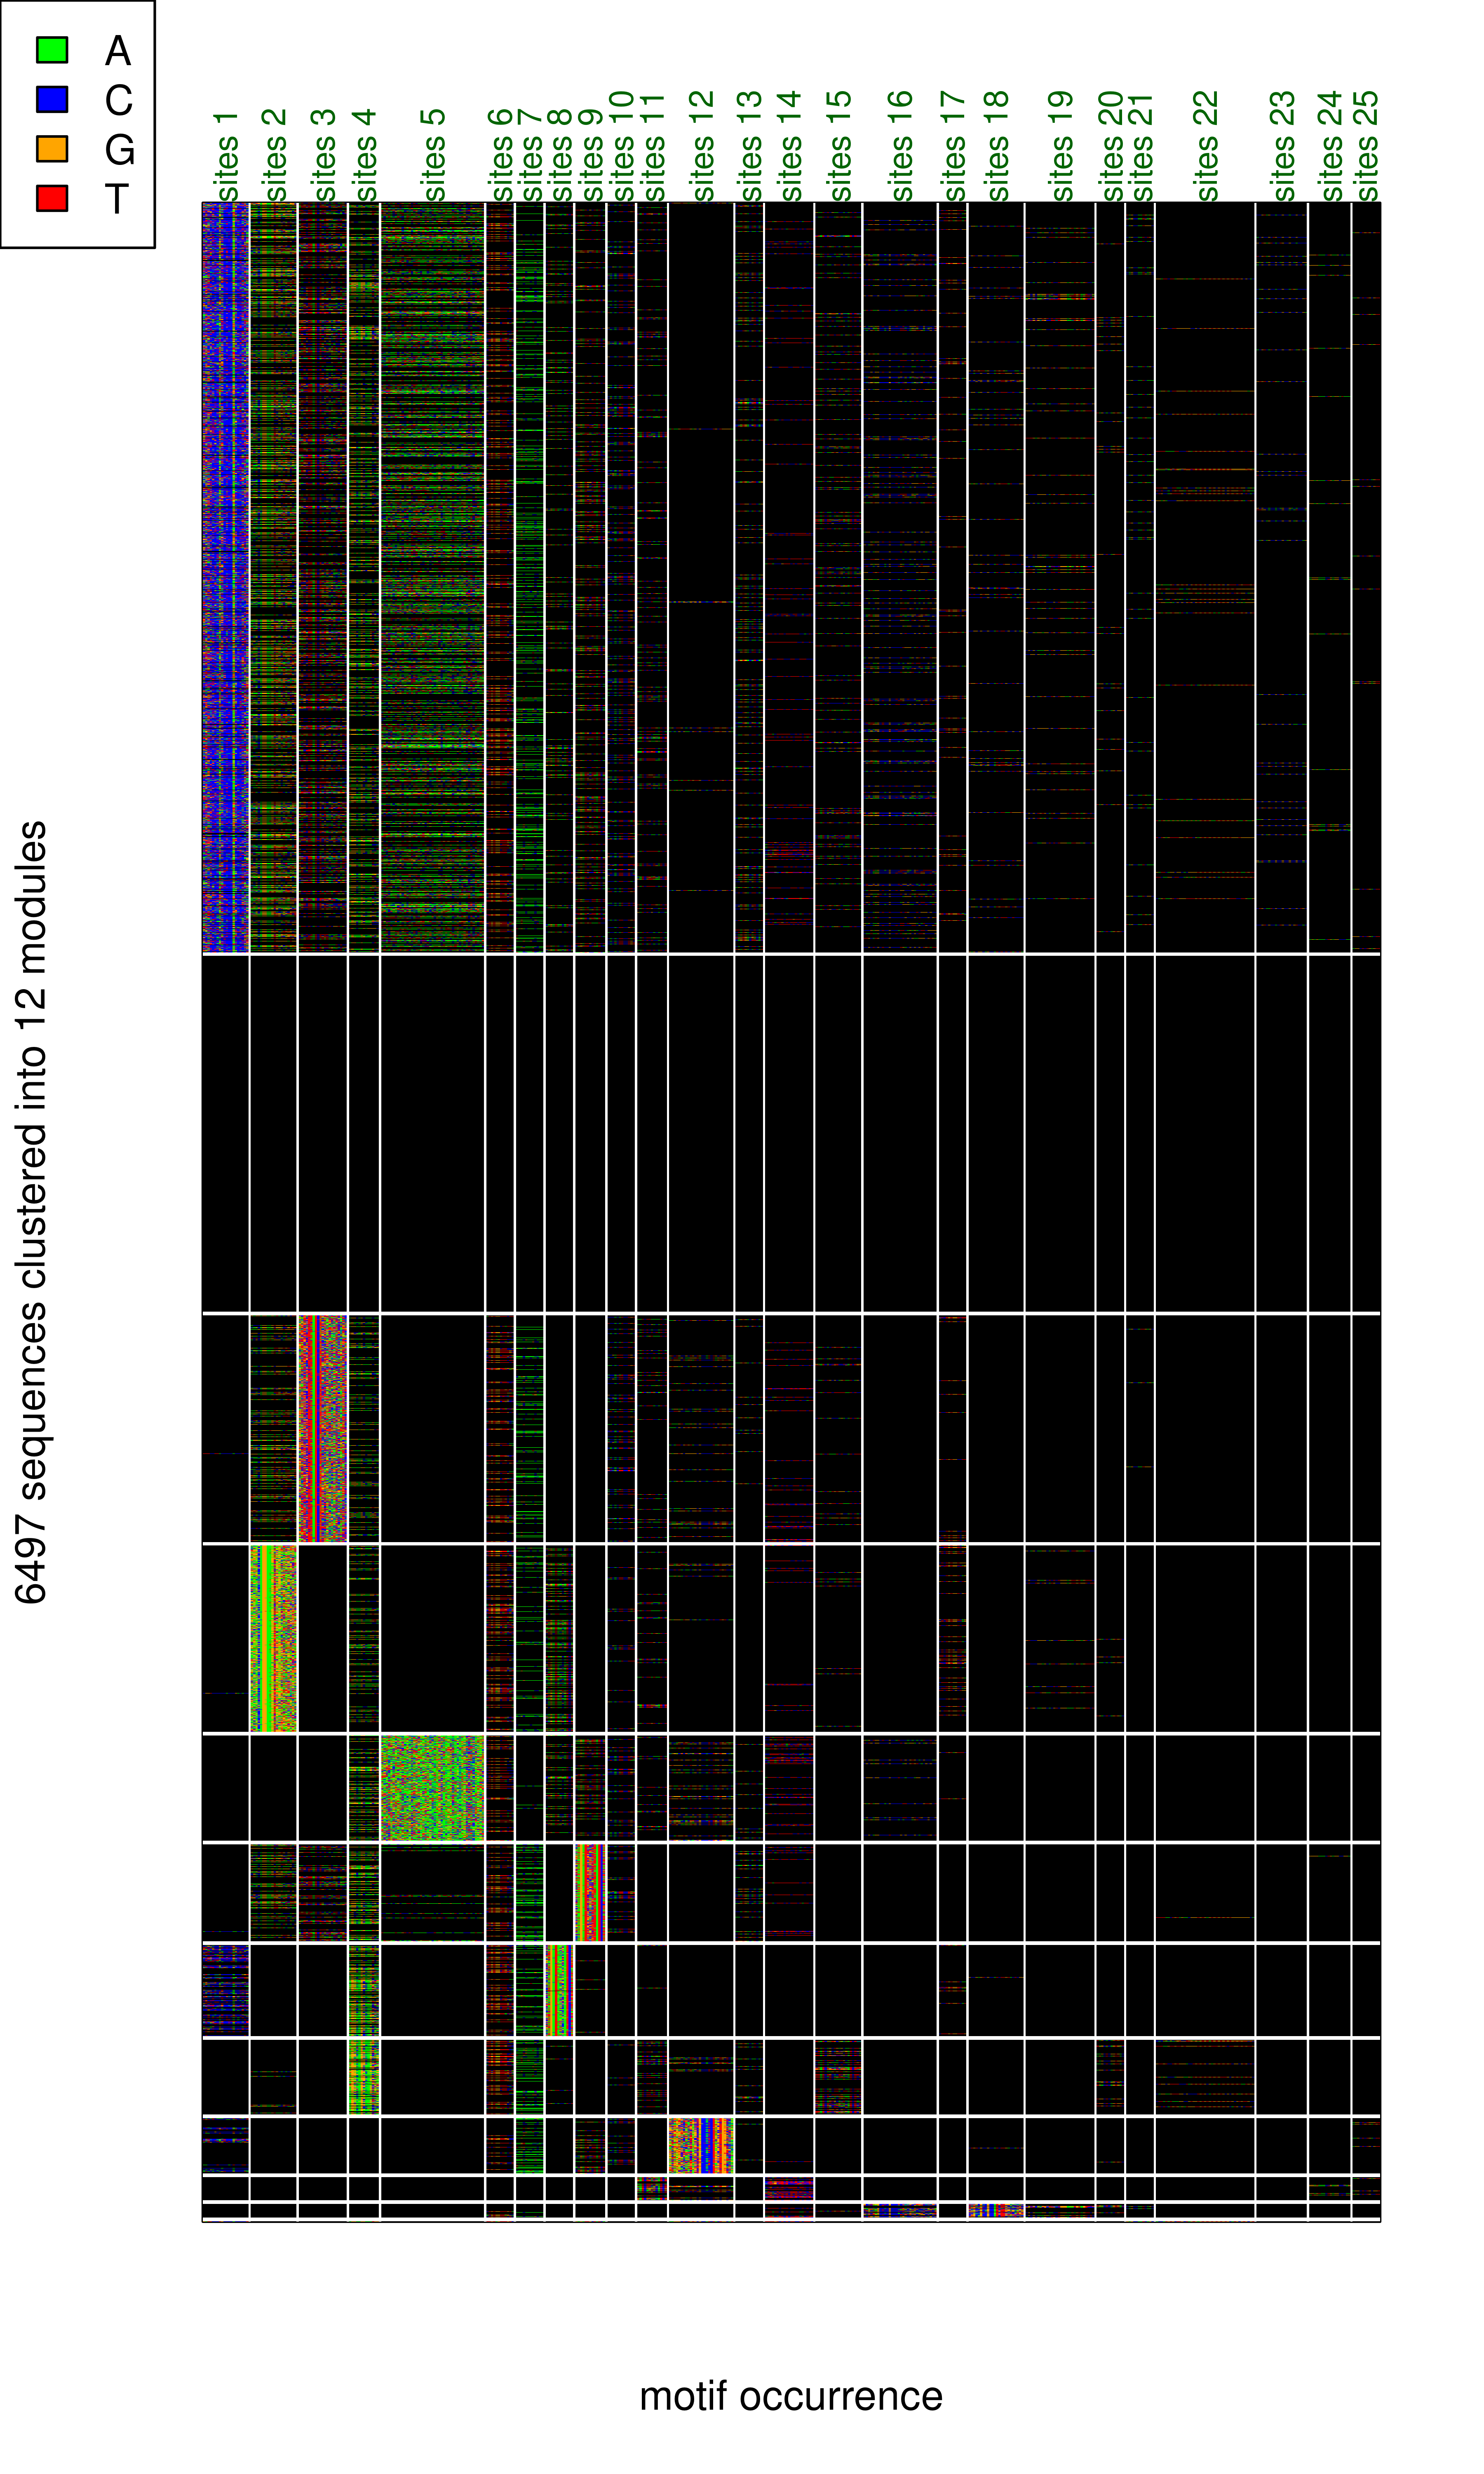 A
C
G
T
sites 1
sites 2
sites 3
sites 4
sites 5
sites 6
sites 7
sites 8
sites 9
sites 10
sites 11
sites 12
sites 13
sites 14
sites 15
sites 16
sites 17
sites 18
sites 19
sites 20
sites 21
sites 22
sites 23
sites 24
sites 25
6497 sequences clustered into 12 modules
motif occurrence